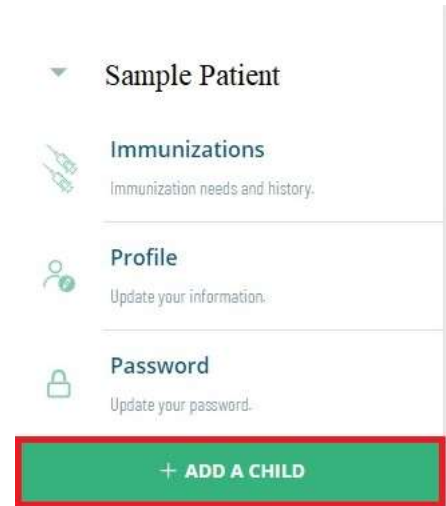 Sample Patient
Immunizations
Immunization needs and history.
Profile
Update your information.
Password
Update your password.
+ ADD A CHILD